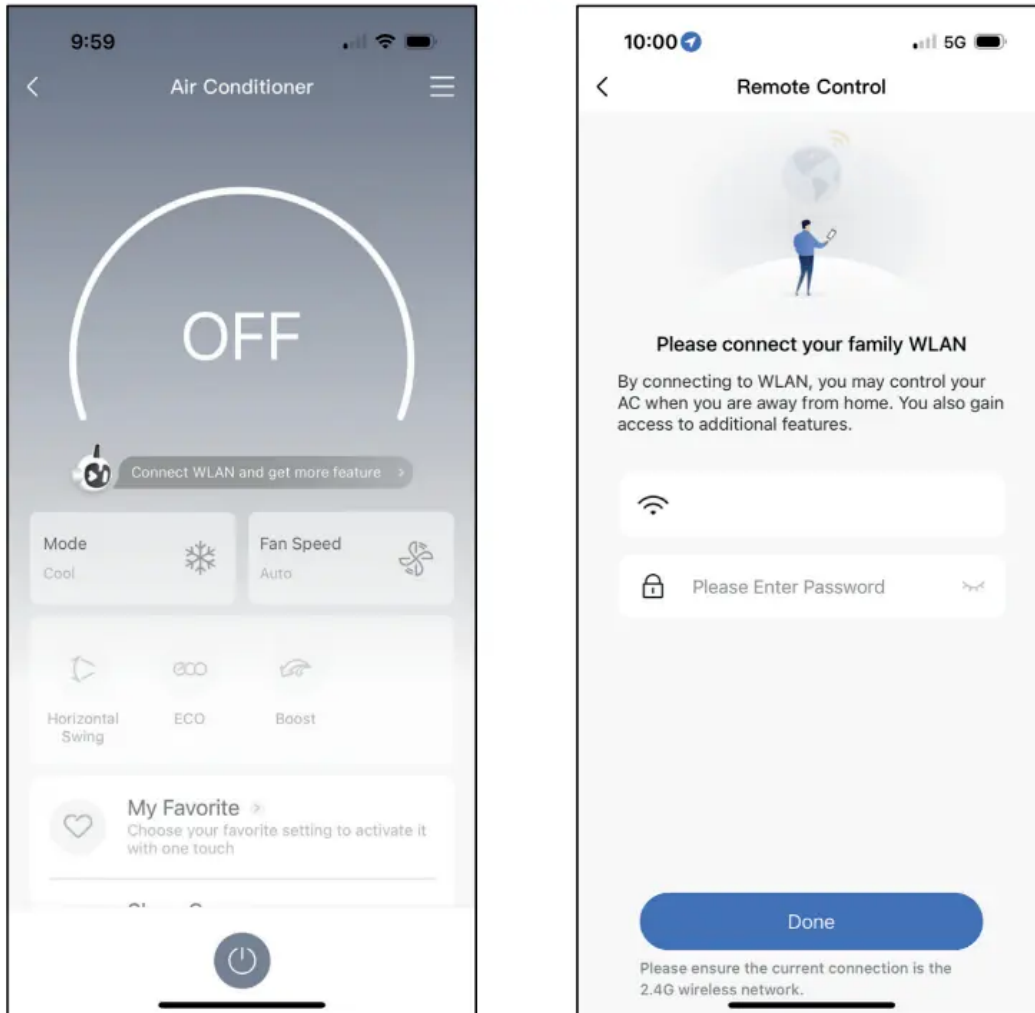 9:59
Air Conditioner
OFF
Connect WLAN and get more feature >
Mode
Cool
Fan Speed
Auto
Horizontal
Swing
eco
ECO
Boost
My Favorite >
Choose your favorite setting to activate it
with one touch
10:00
5G
Remote Control
Please connect your family WLAN
By connecting to WLAN, you may control your
AC when you are away from home. You also gain
access to additional features.
Please Enter Password
Done
Please ensure the current connection is the
2.4G wireless network.